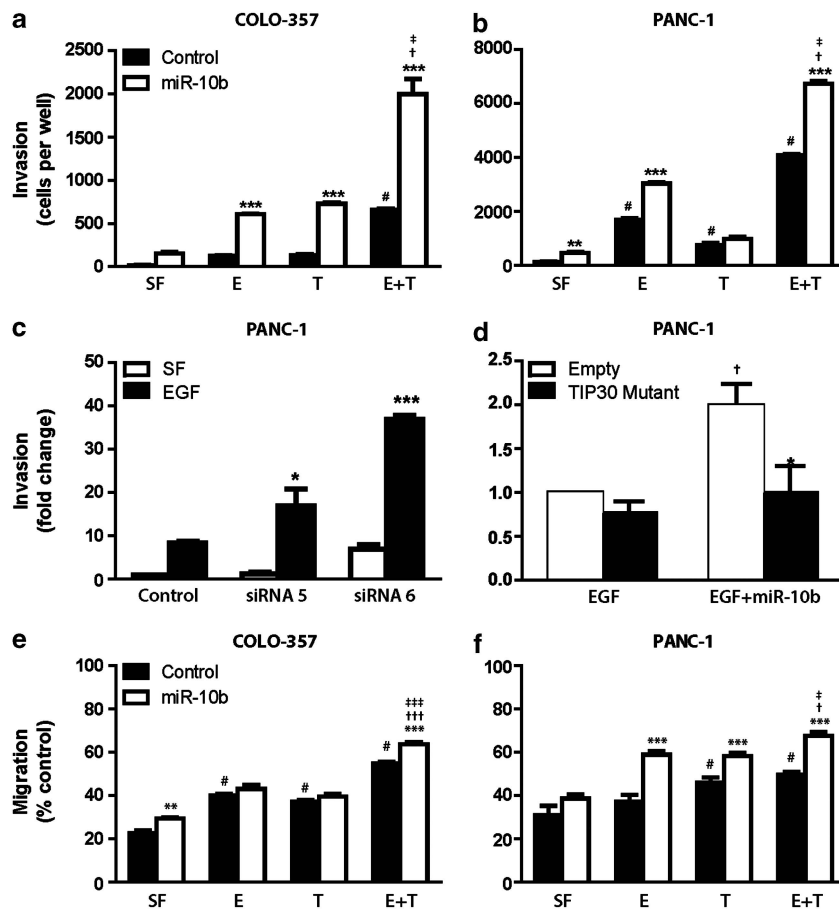 a
COLO-357
Invasion
(cells per well)
2500
2000
1500
1000
500
0
Control
miR-10b
***
***
#
‡
†
***
SF E T E+T
b
PANC-1
8000
6000
4000
2000
0
**
#
***
#
#
‡
†
***
SF E T E+T
c
PANC-1
Invasion
(fold change)
50
40
30
20
10
0
SF
EGF
*
***
Control siRNA 5 siRNA 6
d
PANC-1
2.5
2.0
1.5
1.0
0.5
0.0
Empty
TIP30 Mutant
†
*
EGF EGF+miR-10b
e
COLO-357
Migration
(% control)
100
80
60
40
20
0
Control
miR-10b
**
#
#
#
‡‡‡
†††
***
SF E T E+T
f
PANC-1
100
80
60
40
20
0
***
#
***
#
‡
†
***
SF E T E+T